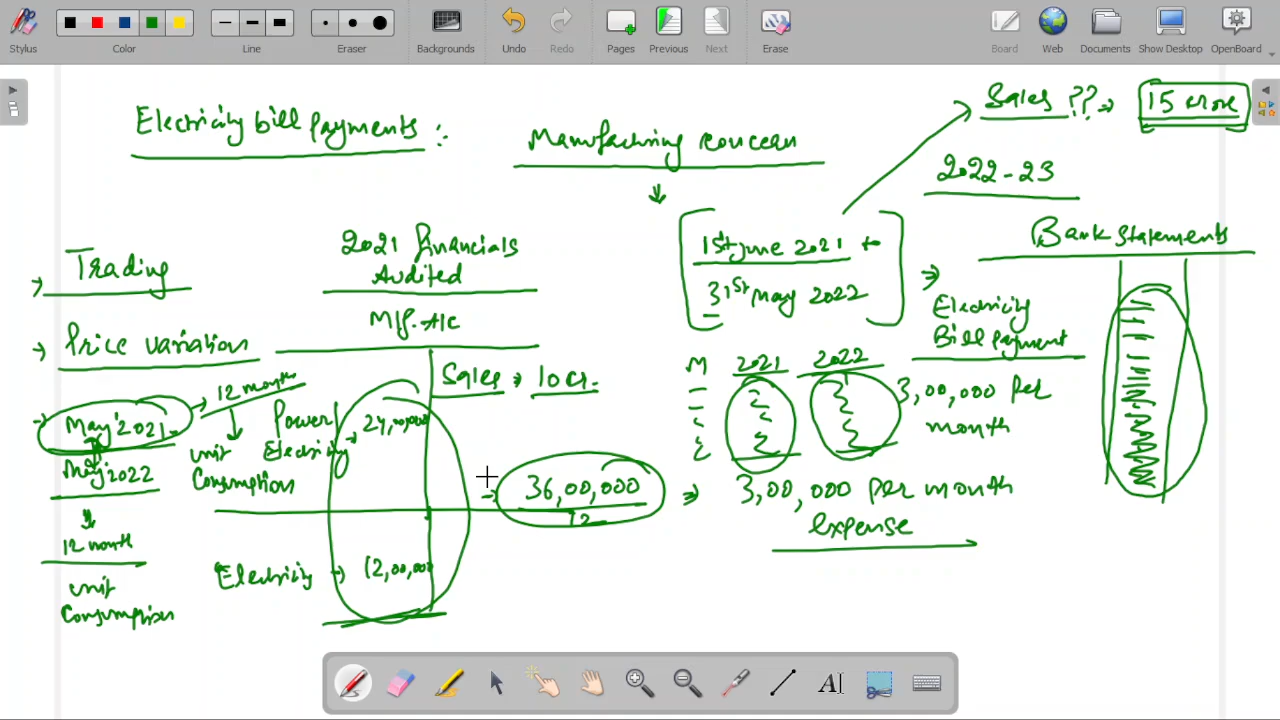 Stylus
Color
Line
Eraser
Backgrounds
Undo
Redo
Pages
Previous
Next
Erase
Board
Web
Documents
Show Desktop
OpenBoard
Electricity bill payments :
Manufacturing concern
Sales ?? → 15 crore
2022-23
Trading
2021 financials
Audited
1st June 2021 to
31st may 2022
Bank statements
Electricity
Bill payment
3,00,000 per
month
Price variation
Mfg. A/c
Sales → 10 cr.
M 2021 2022
May'2021 → 12 months
unit
Consumption
Power/
Electricity → 24,00,000
May'2022
12 month
unit
Consumption
36,00,000
12
⇒ 3,00,000 per month
expense
Electricity → 12,00,000
AI